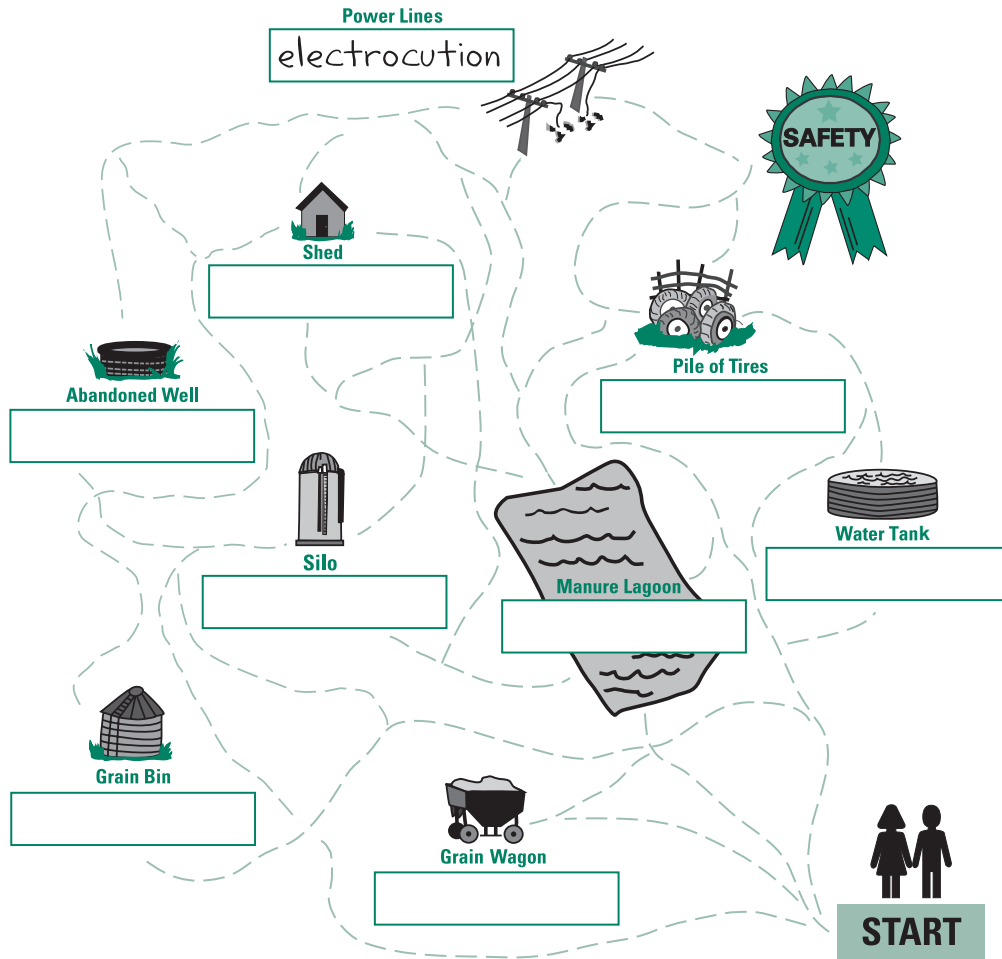 Power Lines
electrocution
SAFETY
Shed
Pile of Tires
Abandoned Well
Water Tank
Silo
Manure Lagoon
Grain Bin
Grain Wagon
START